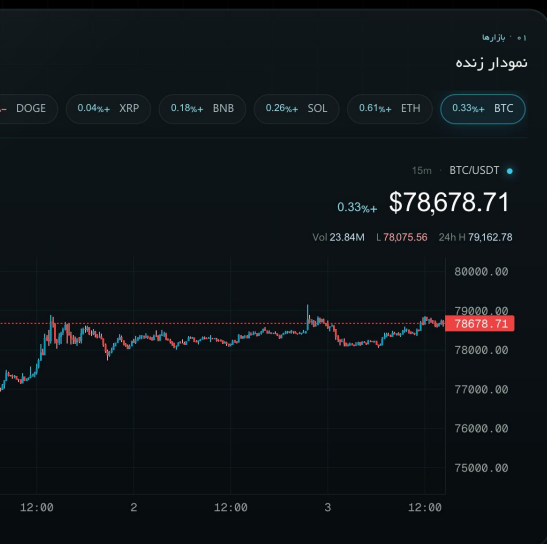 ۰۱ · بازارها
نمودار زنده
BTC 0.33%+
ETH 0.61%+
SOL 0.26%+
BNB 0.18%+
XRP 0.04%+
DOGE
15m · BTC/USDT
0.33%+ $78,678.71
Vol 23.84M L 78,075.56 24h H 79,162.78
80000.00
79000.00
78678.71
78000.00
77000.00
76000.00
75000.00
12:00 2 12:00 3 12:00